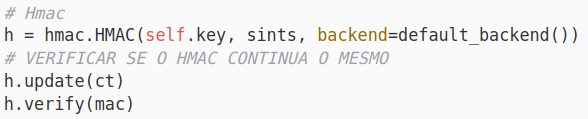 # Hmac
h = hmac.HMAC(self.key, sints, backend=default_backend())
# VERIFICAR SE O HMAC CONTINUA O MESMO
h.update(ct)
h.verify(mac)